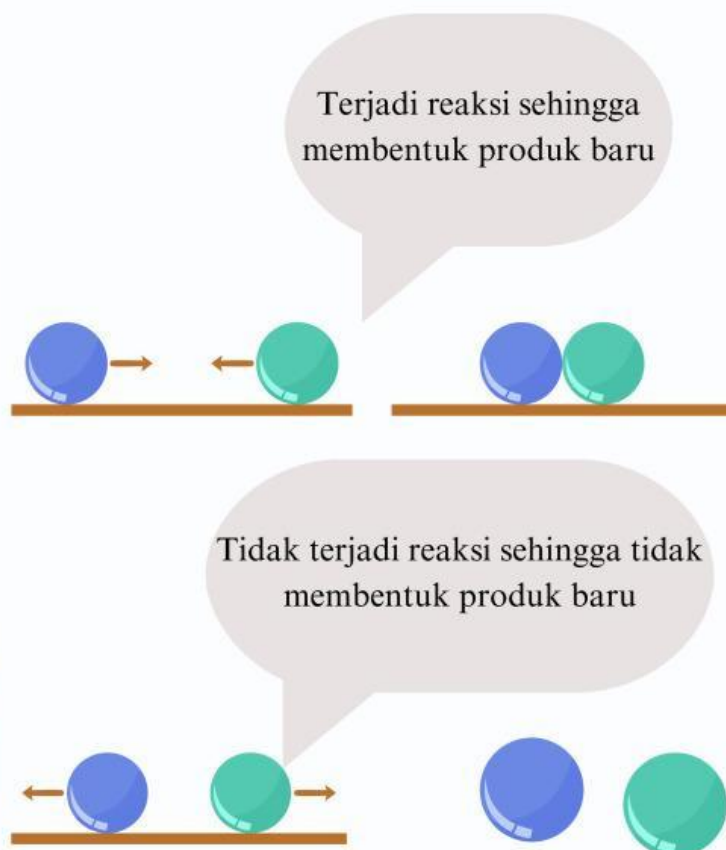 Terjadi reaksi sehingga
membentuk produk baru
Tidak terjadi reaksi sehingga tidak
membentuk produk baru